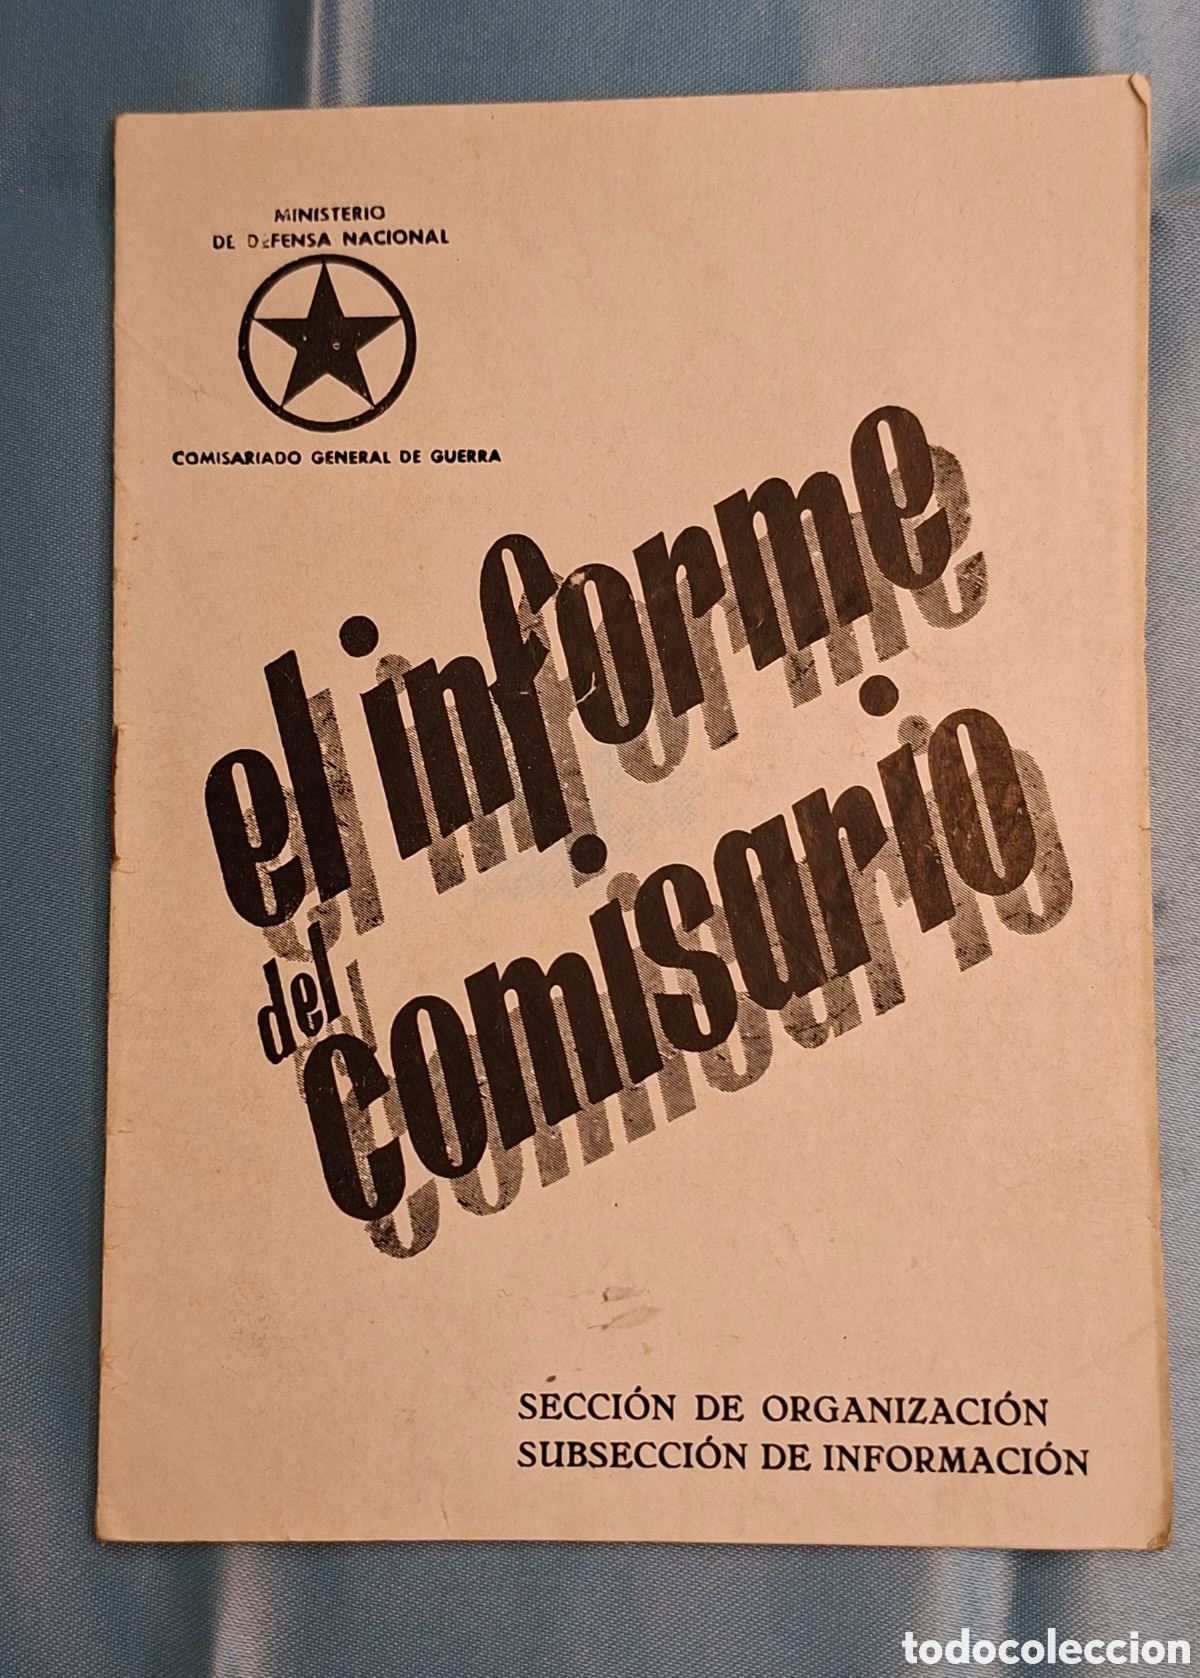 MINISTERIO
DE DEFENSA NACIONAL
COMISARIADO GENERAL DE GUERRA
el informe
del
comisario
SECCIÓN DE ORGANIZACIÓN
SUBSECCIÓN DE INFORMACIÓN
todocoleccion